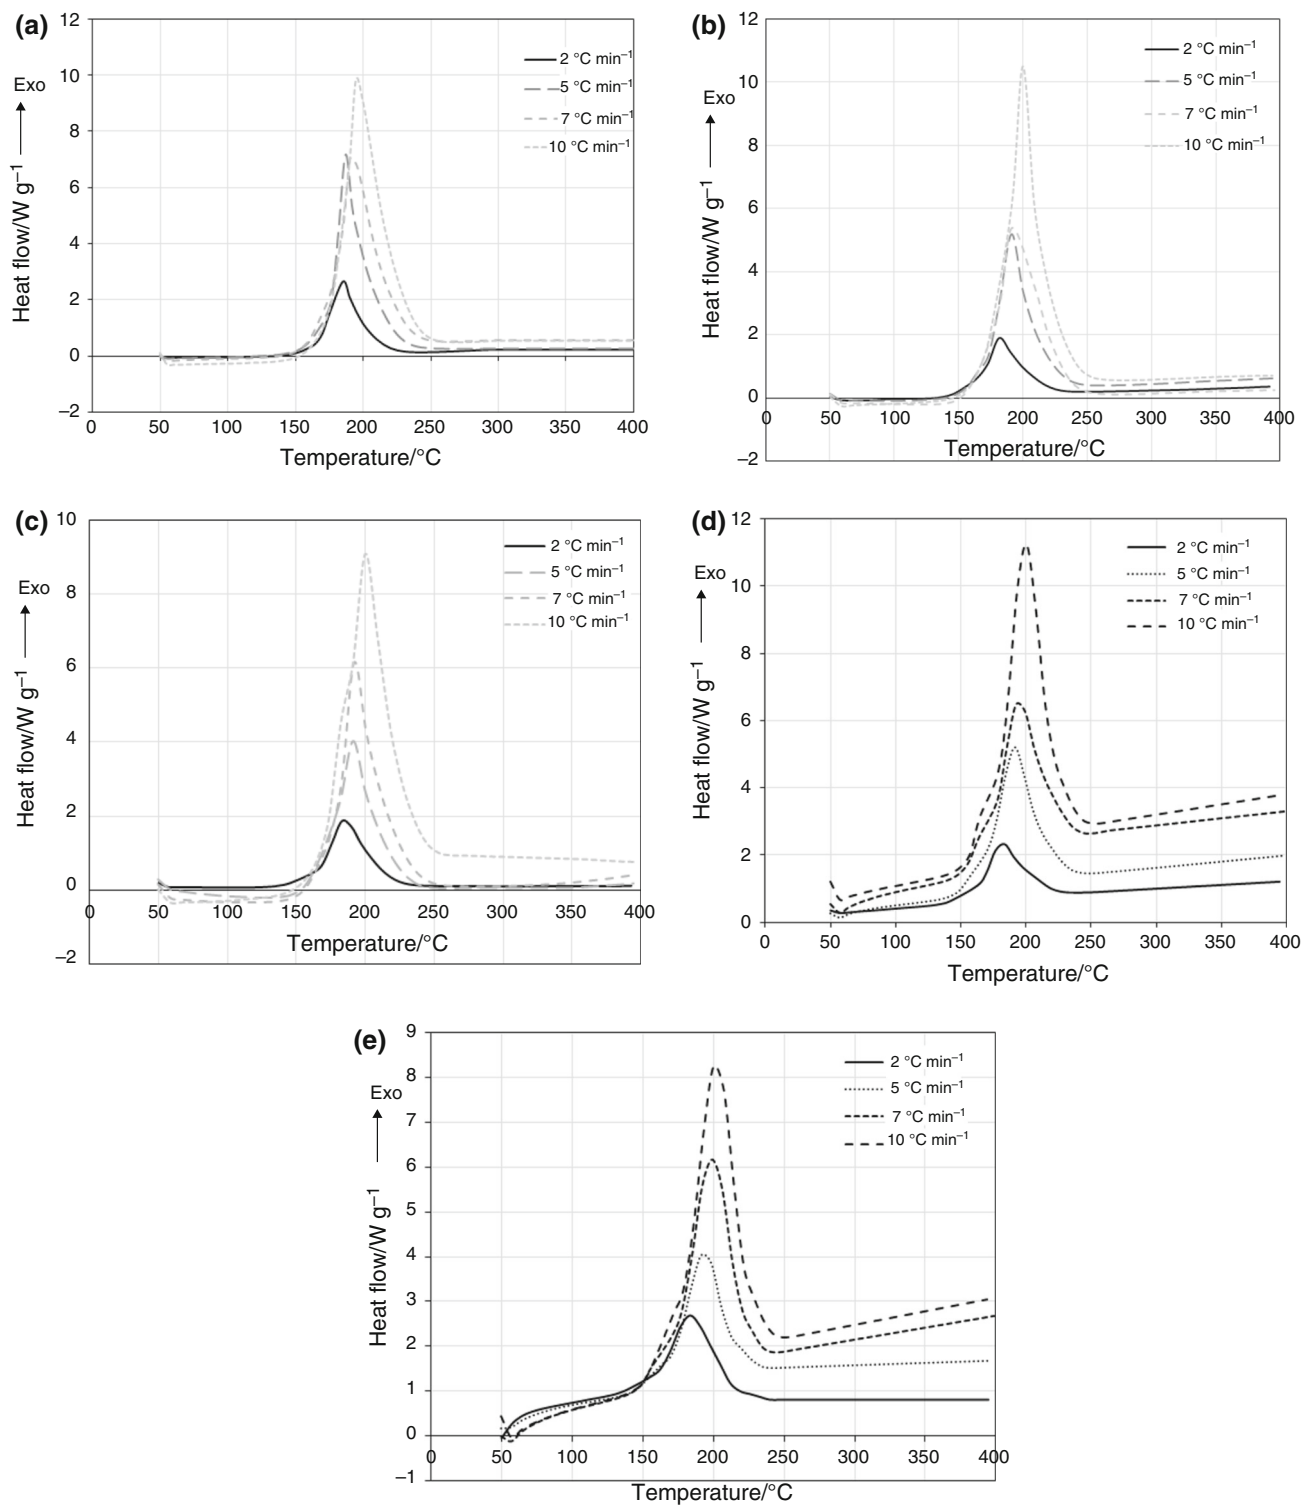 (a)
12
10
8
6
4
2
0
–2
Exo
Heat flow/W g⁻¹
2 °C min⁻¹
5 °C min⁻¹
7 °C min⁻¹
10 °C min⁻¹
0 50 100 150 200 250 300 350 400
Temperature/°C
(b)
12
10
8
6
4
2
0
–2
Exo
Heat flow/W g⁻¹
2 °C min⁻¹
5 °C min⁻¹
7 °C min⁻¹
10 °C min⁻¹
0 50 100 150 200 250 300 350 400
Temperature/°C
(c)
10
8
6
4
2
0
–2
Exo
Heat flow/W g⁻¹
2 °C min⁻¹
5 °C min⁻¹
7 °C min⁻¹
10 °C min⁻¹
0 50 100 150 200 250 300 350 400
Temperature/°C
(d)
12
10
8
6
4
2
0
Exo
Heat flow/W g⁻¹
2 °C min⁻¹
5 °C min⁻¹
7 °C min⁻¹
10 °C min⁻¹
0 50 100 150 200 250 300 350 400
Temperature/°C
(e)
9
8
7
6
5
4
3
2
1
0
–1
Exo
Heat flow/W g⁻¹
2 °C min⁻¹
5 °C min⁻¹
7 °C min⁻¹
10 °C min⁻¹
0 50 100 150 200 250 300 350 400
Temperature/°C